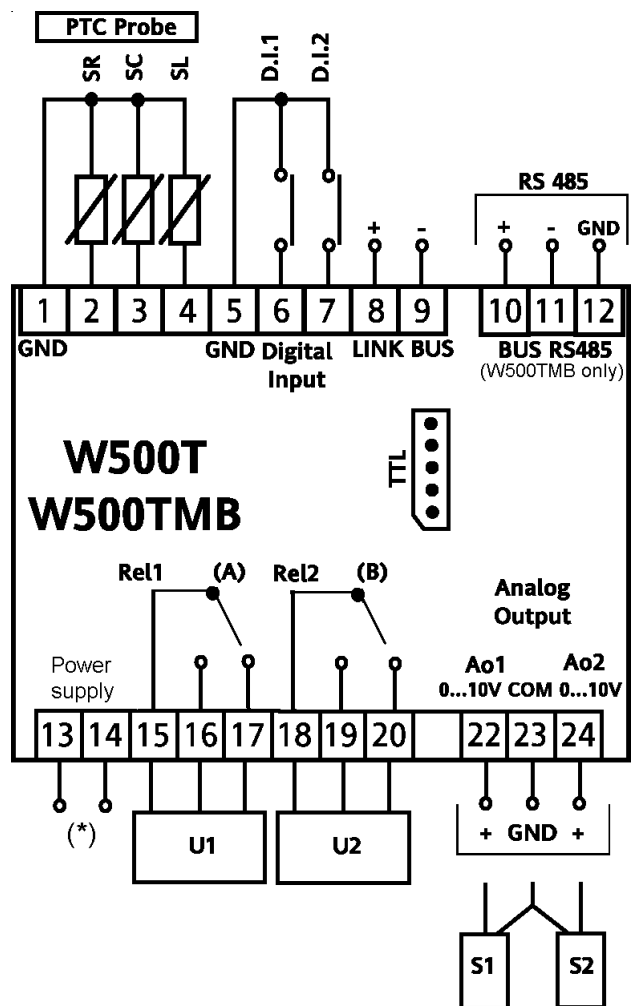 PTC Probe
SR SC SL D.I.1 D.I.2
RS 485
+ - + - GND
1 2 3 4 5 6 7 8 9 10 11 12
GND GND Digital Input LINK BUS BUS RS485
(W500TMB only)
TTL
W500T
W500TMB
Rel1 (A) Rel2 (B)
Analog
Output
Power
supply
Ao1 Ao2
0...10V COM 0...10V
13 14 15 16 17 18 19 20 22 23 24
(*)
U1 U2
+ GND +
S1 S2